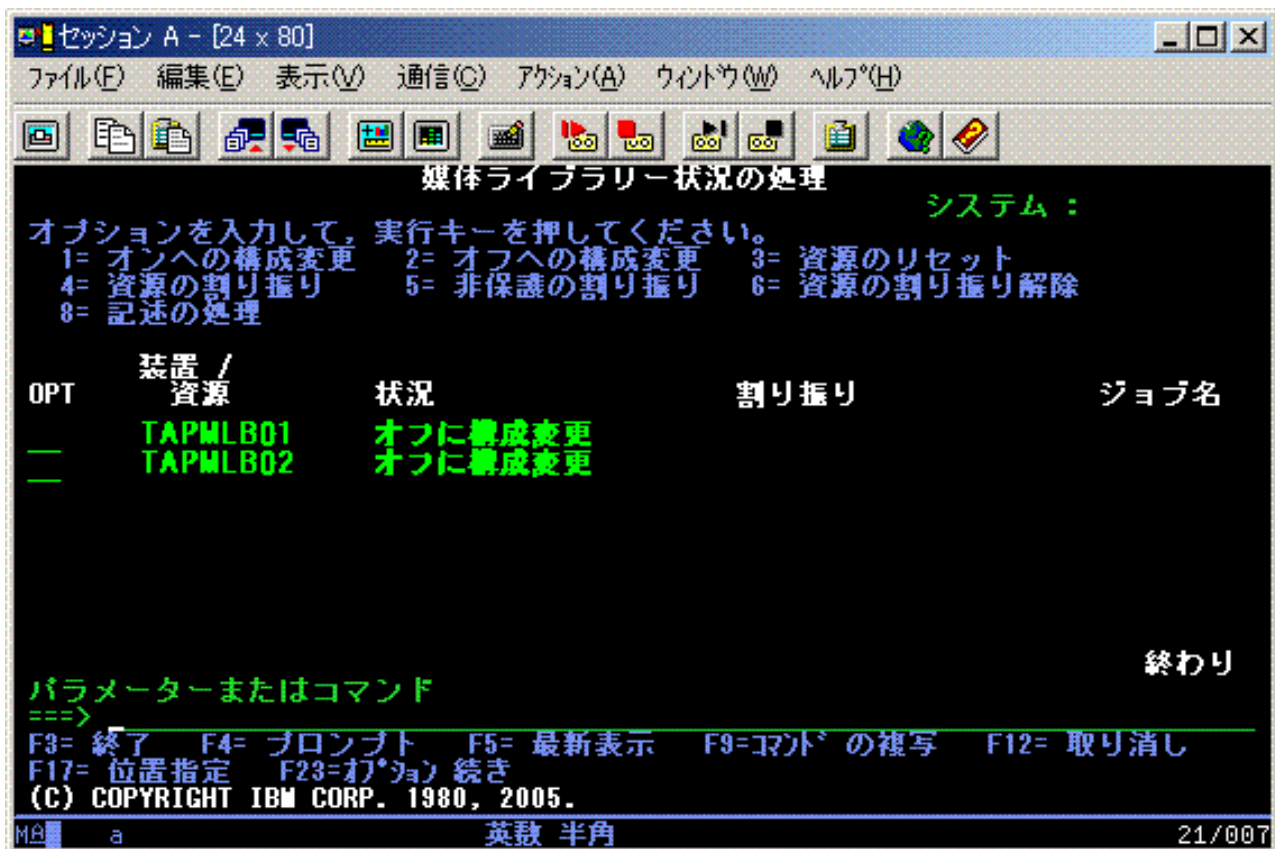 セッション A - [24 x 80]
ファイル(F) 編集(E) 表示(V) 通信(C) アクション(A) ウィンドウ(W) ヘルプ(H)
媒体ライブラリー状況の処理
システム :
オプションを入力して, 実行キーを押してください。
1= オンへの構成変更 2= オフへの構成変更 3= 資源のリセット
4= 資源の割り振り 5= 非保護の割り振り 6= 資源の割り振り解除
8= 記述の処理
装置 /
OPT 資源 状況 割り振り ジョブ名
__ TAPMLB01 オフに構成変更
__ TAPMLB02 オフに構成変更
終わり
パラメーターまたはコマンド
===>
F3= 終了 F4= プロンプト F5= 最新表示 F9=コマンド の複写 F12= 取り消し
F17= 位置指定 F23=オプション 続き
(C) COPYRIGHT IBM CORP. 1980, 2005.
MA a 英数 半角 21/007